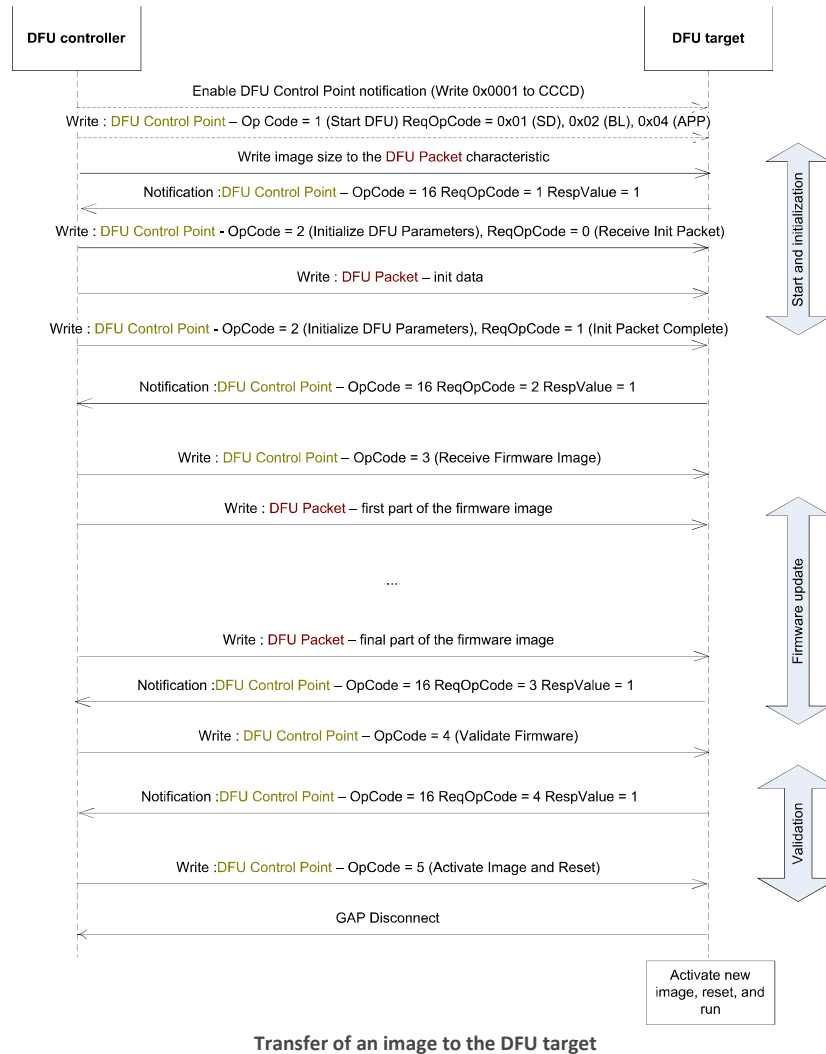 DFU controller
DFU target
Enable DFU Control Point notification (Write 0x0001 to CCCD)
Write : DFU Control Point – Op Code = 1 (Start DFU) ReqOpCode = 0x01 (SD), 0x02 (BL), 0x04 (APP)
Write image size to the DFU Packet characteristic
Notification :DFU Control Point – OpCode = 16 ReqOpCode = 1 RespValue = 1
Write : DFU Control Point - OpCode = 2 (Initialize DFU Parameters), ReqOpCode = 0 (Receive Init Packet)
Write : DFU Packet – init data
Write : DFU Control Point - OpCode = 2 (Initialize DFU Parameters), ReqOpCode = 1 (Init Packet Complete)
Start and initialization
Notification :DFU Control Point – OpCode = 16 ReqOpCode = 2 RespValue = 1
Write : DFU Control Point – OpCode = 3 (Receive Firmware Image)
Write : DFU Packet – first part of the firmware image
...
Write : DFU Packet – final part of the firmware image
Notification :DFU Control Point – OpCode = 16 ReqOpCode = 3 RespValue = 1
Firmware update
Write : DFU Control Point – OpCode = 4 (Validate Firmware)
Notification :DFU Control Point – OpCode = 16 ReqOpCode = 4 RespValue = 1
Write :DFU Control Point – OpCode = 5 (Activate Image and Reset)
Validation
GAP Disconnect
Activate new
image, reset, and
run
Transfer of an image to the DFU target